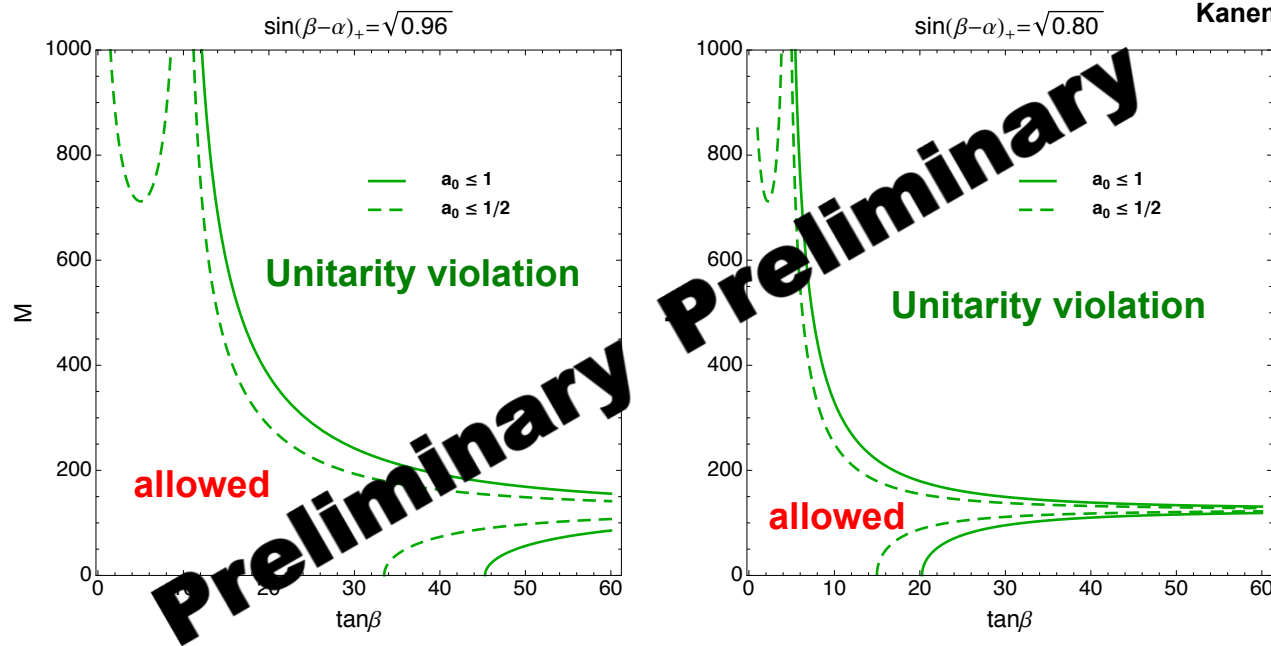 Kanem
sin(β−α)₊=√0.96
1000
800
600
400
200
0
M
a₀ ≤ 1
a₀ ≤ 1/2
Unitarity violation
allowed
Preliminary
0 10 20 30 40 50 60
tanβ
sin(β−α)₊=√0.80
1000
800
600
400
200
0
a₀ ≤ 1
a₀ ≤ 1/2
Unitarity violation
allowed
Preliminary
0 10 20 30 40 50 60
tanβ